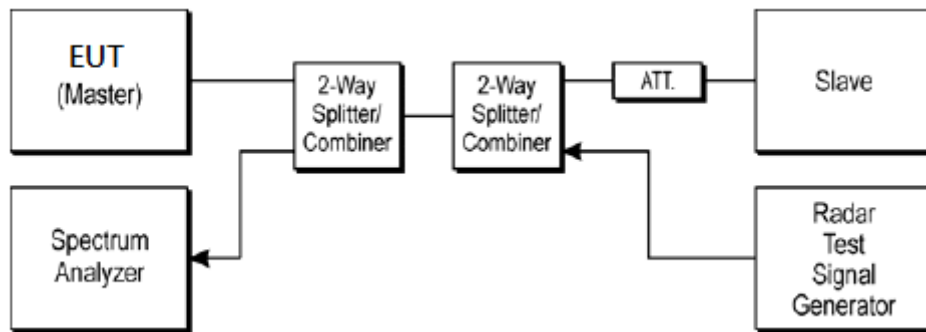 EUT
(Master)
2-Way
Splitter/
Combiner
2-Way
Splitter/
Combiner
ATT.
Slave
Spectrum
Analyzer
Radar
Test
Signal
Generator